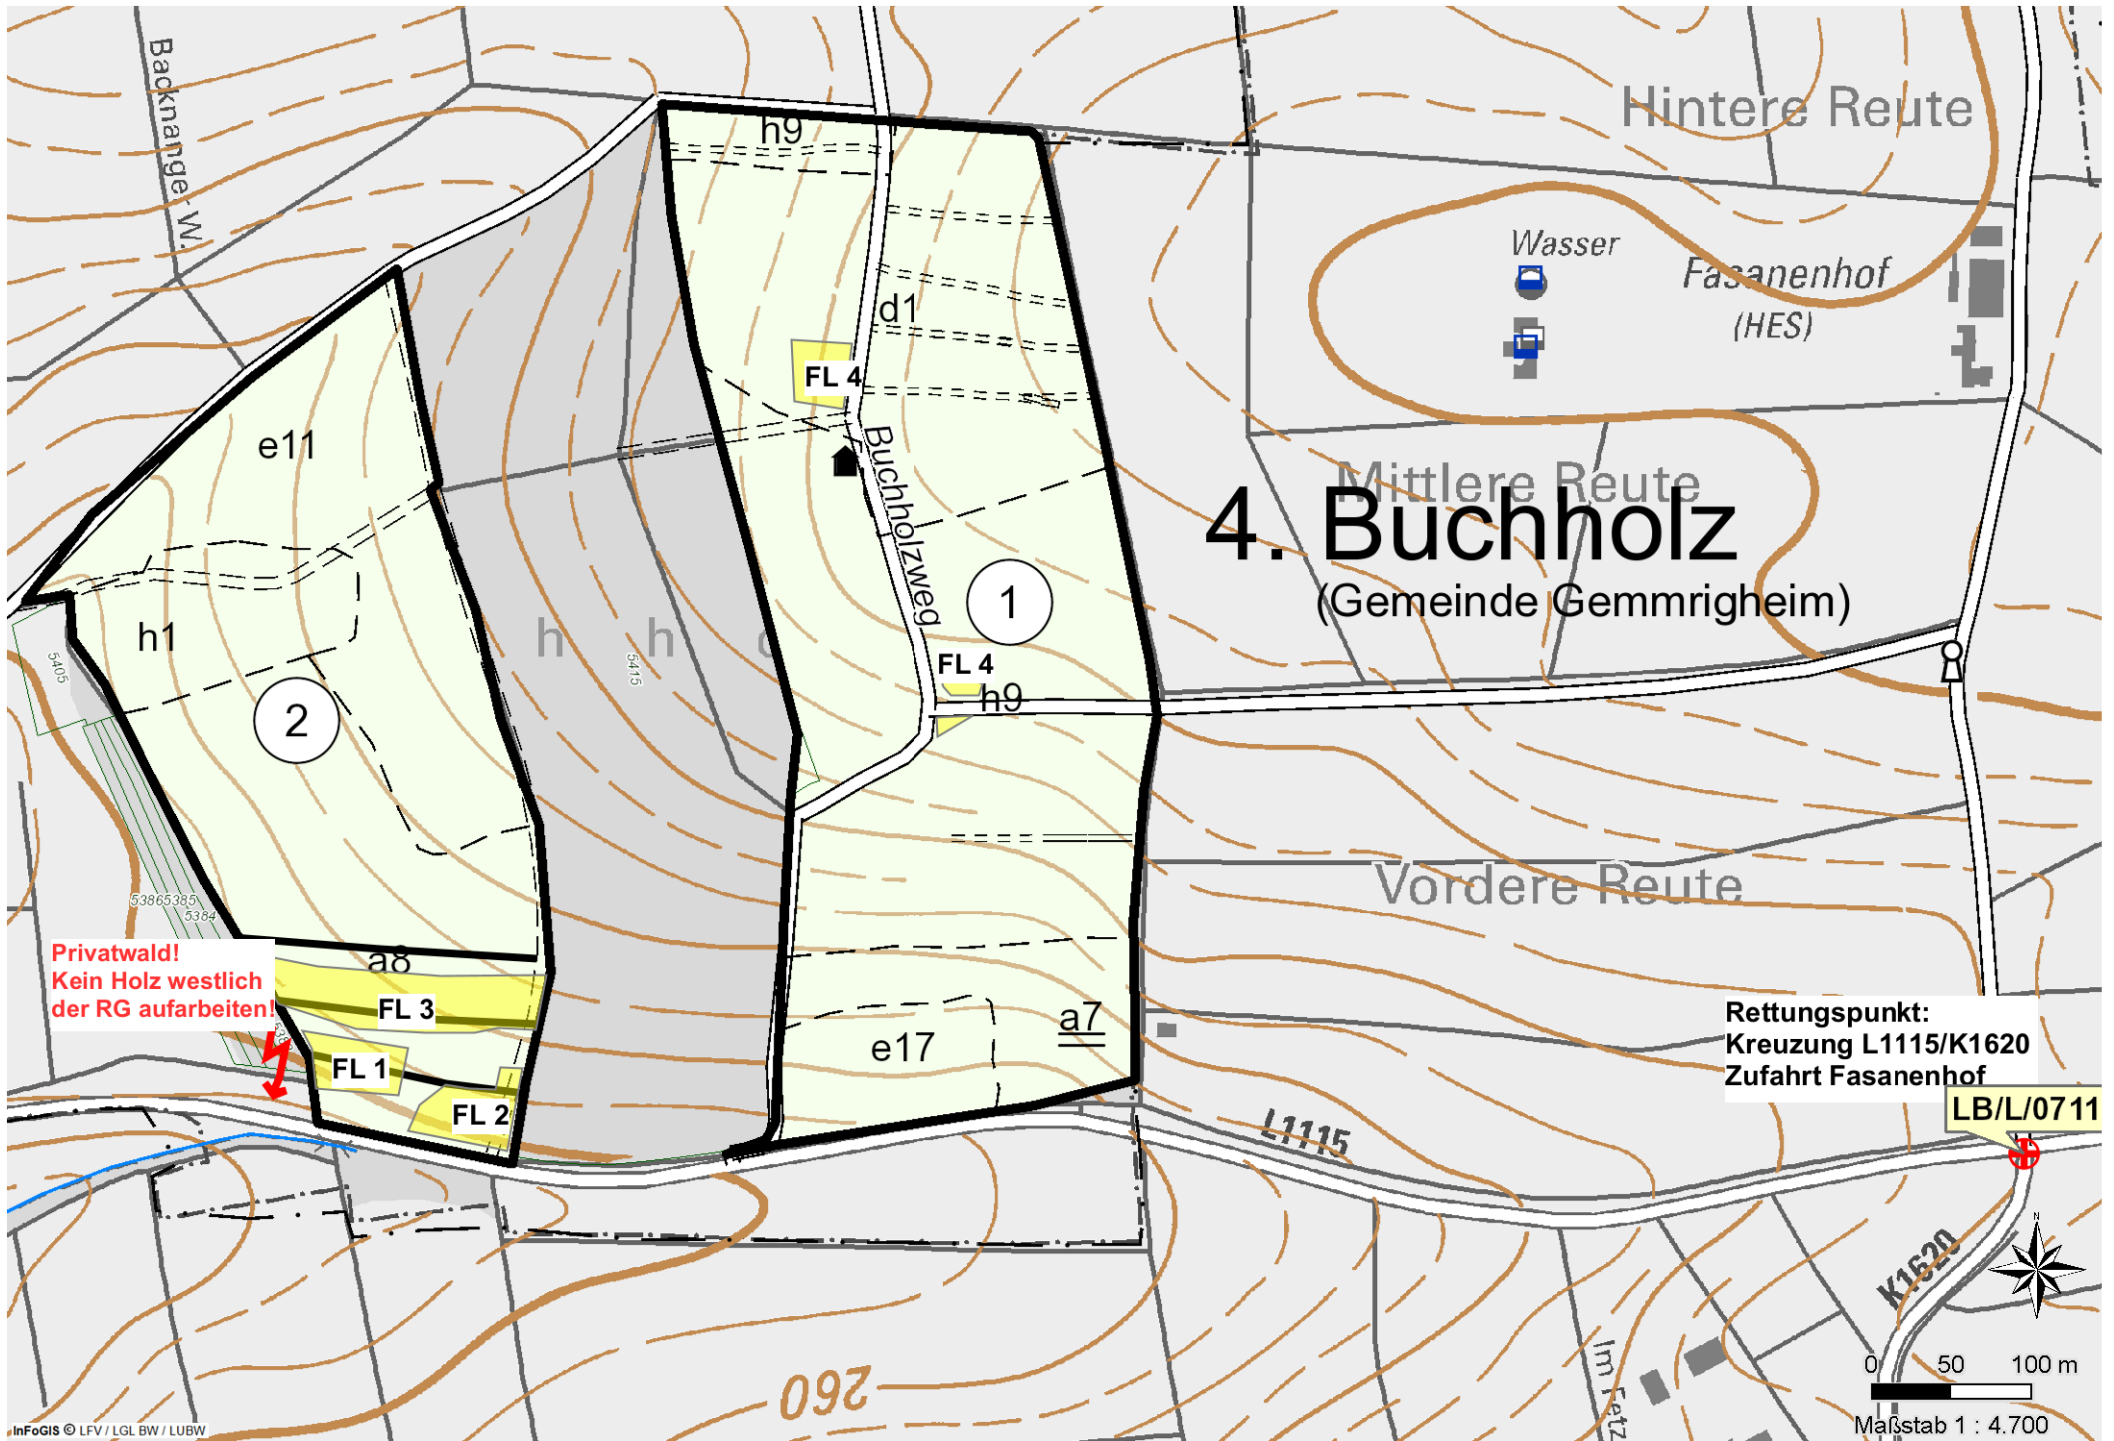 Backnanger W.
h9
Hintere Reute
Wasser
Fasanenhof
(HES)
d1
FL 4
e11
Buchholzweg
Mittlere Reute
4. Buchholz
(Gemeinde Gemmrigheim)
1
h1
h h
5405
5415
FL 4
h9
2
Vordere Reute
53865385
5384
Privatwald!
Kein Holz westlich
der RG aufarbeiten!
a8
FL 3
a7
e17
FL 1
FL 2
Rettungspunkt:
Kreuzung L1115/K1620
Zufahrt Fasanenhof
LB/L/0711
L1115
K1620
N
Im Fetz
260
0 50 100 m
Maßstab 1 : 4.700
InFoGIS © LFV / LGL BW / LUBW